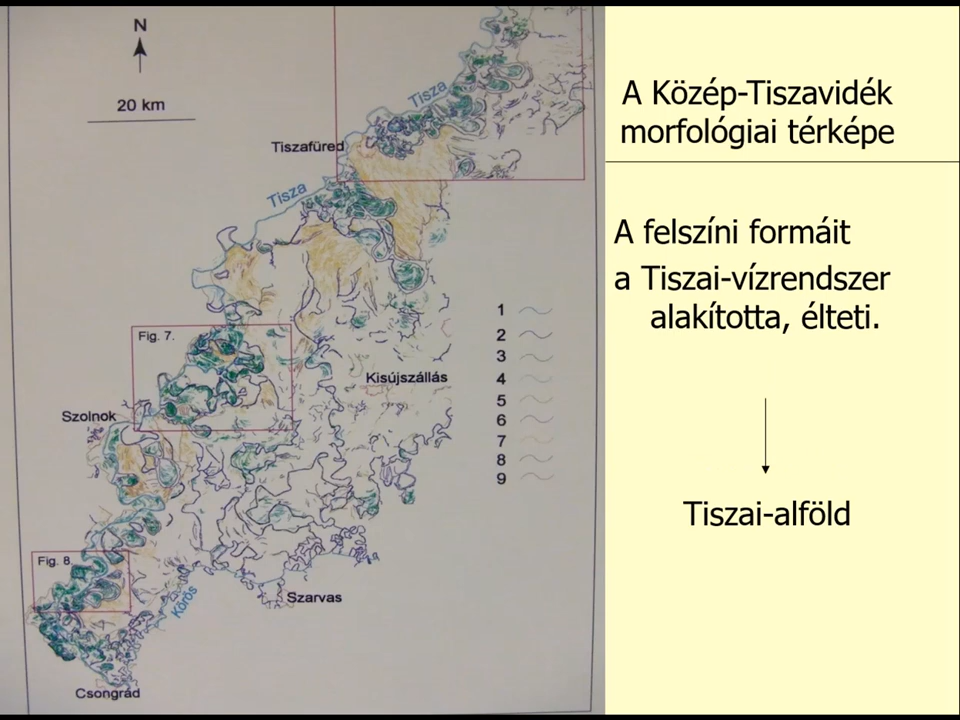 N
20 km
Tisza
Tiszafüred
Tisza
Fig. 7.
Kisújszállás
Szolnok
Fig. 8.
Körös
Szarvas
Csongrád
1
2
3
4
5
6
7
8
9
A Közép-Tiszavidék
morfológiai térképe
A felszíni formáit
a Tiszai-vízrendszer
alakította, élteti.
Tiszai-alföld